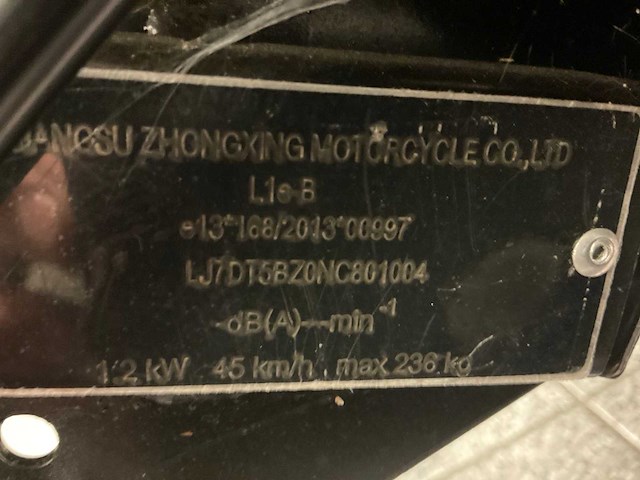 JIANGSU ZHONGXING MOTORCYCLE CO.,LTD
L1e-B
e13*168/2013*00997
LJ7DT5BZ0NC801004
-dB(A)—min⁻¹
1.2 kW 45 km/h max 236 kg